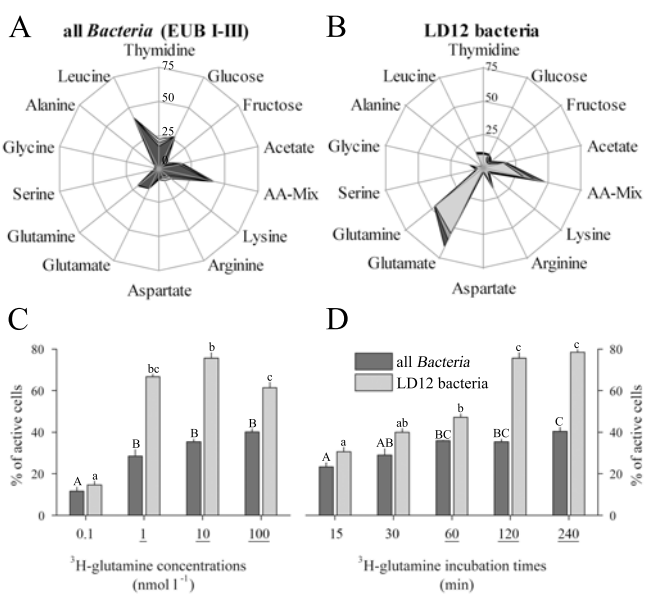 A
all Bacteria (EUB I-III)
Thymidine
Glucose
Fructose
Acetate
AA-Mix
Lysine
Arginine
Aspartate
Glutamate
Glutamine
Serine
Glycine
Alanine
Leucine
75
50
25
0
B
LD12 bacteria
Thymidine
Glucose
Fructose
Acetate
AA-Mix
Lysine
Arginine
Aspartate
Glutamate
Glutamine
Serine
Glycine
Alanine
Leucine
75
50
25
C
% of active cells
80
60
40
20
0
A a
B bc
B b
B c
0.1 1 10 100
³H-glutamine concentrations
(nmol l⁻¹)
D
all Bacteria
LD12 bacteria
A a
AB ab
BC b
BC c
C c
80
60
40
20
0
% of active cells
15 30 60 120 240
³H-glutamine incubation times
(min)